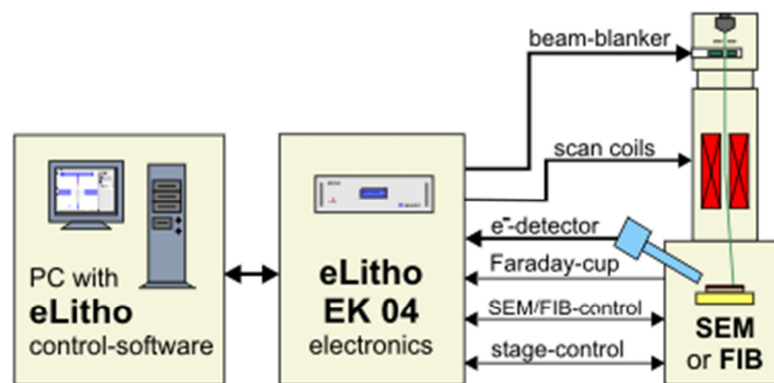 beam-blanker
scan coils
e⁻-detector
Faraday-cup
SEM/FIB-control
stage-control
PC with
eLitho
control-software
eLitho
EK 04
electronics
SEM
or FIB